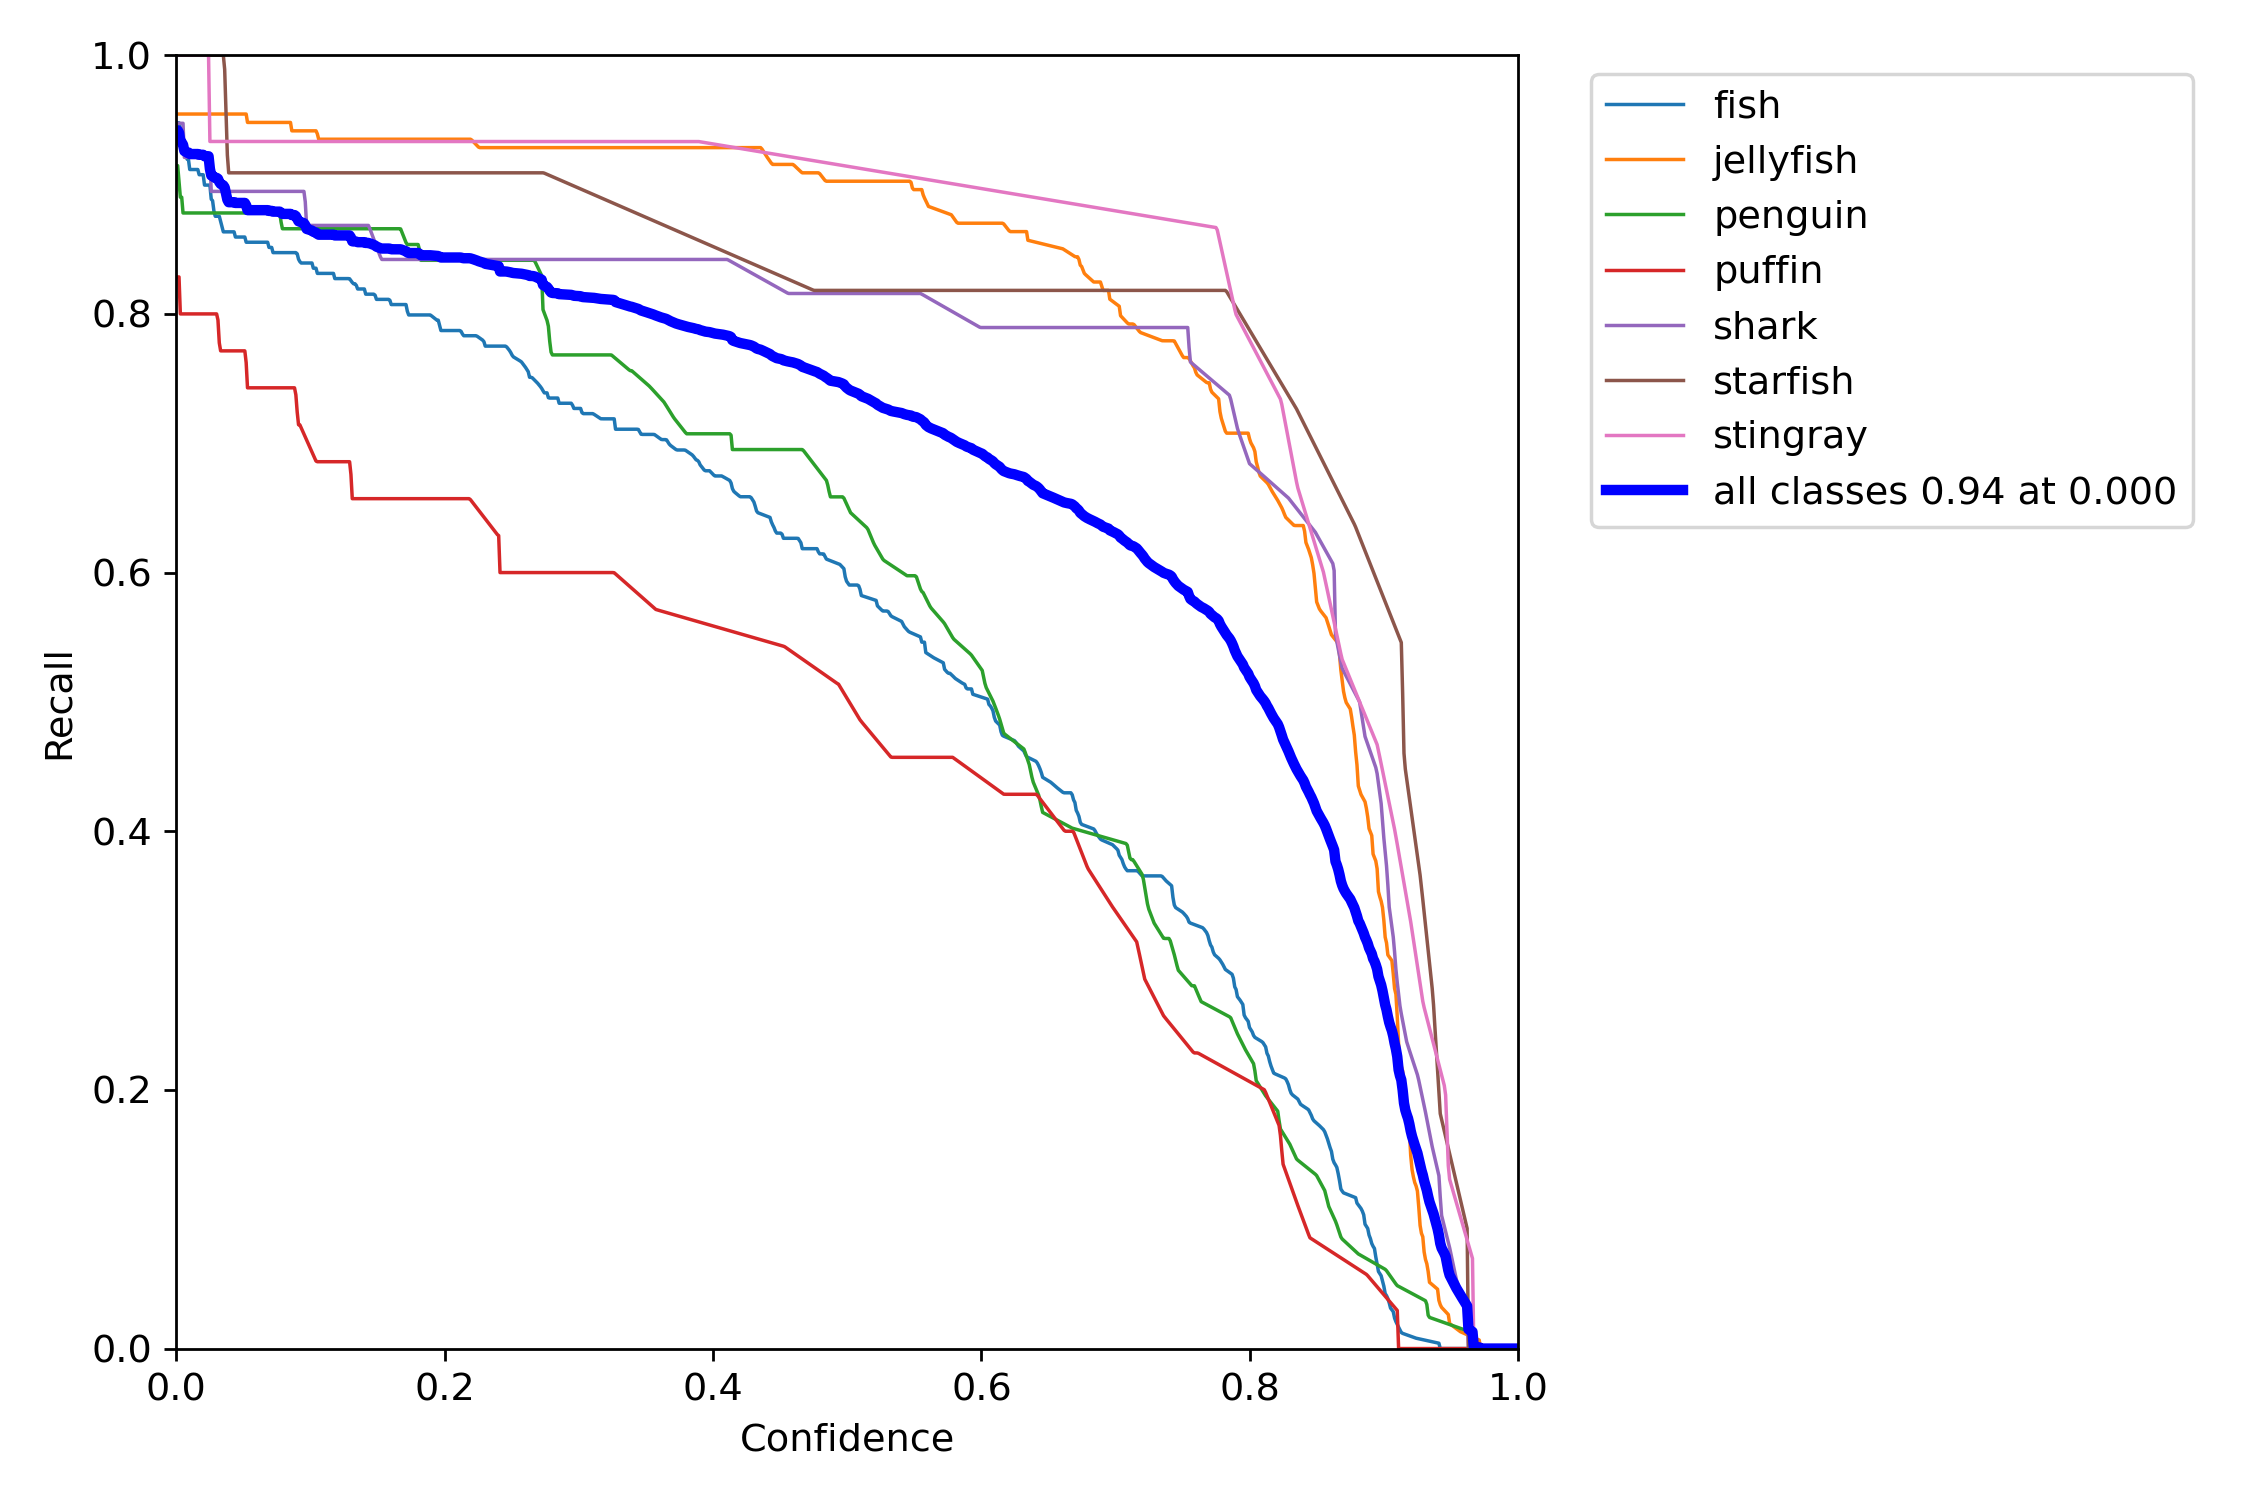 1.0
0.8
0.6
0.4
0.2
0.0
Recall
0.0 0.2 0.4 0.6 0.8 1.0
Confidence
fish
jellyfish
penguin
puffin
shark
starfish
stingray
all classes 0.94 at 0.000